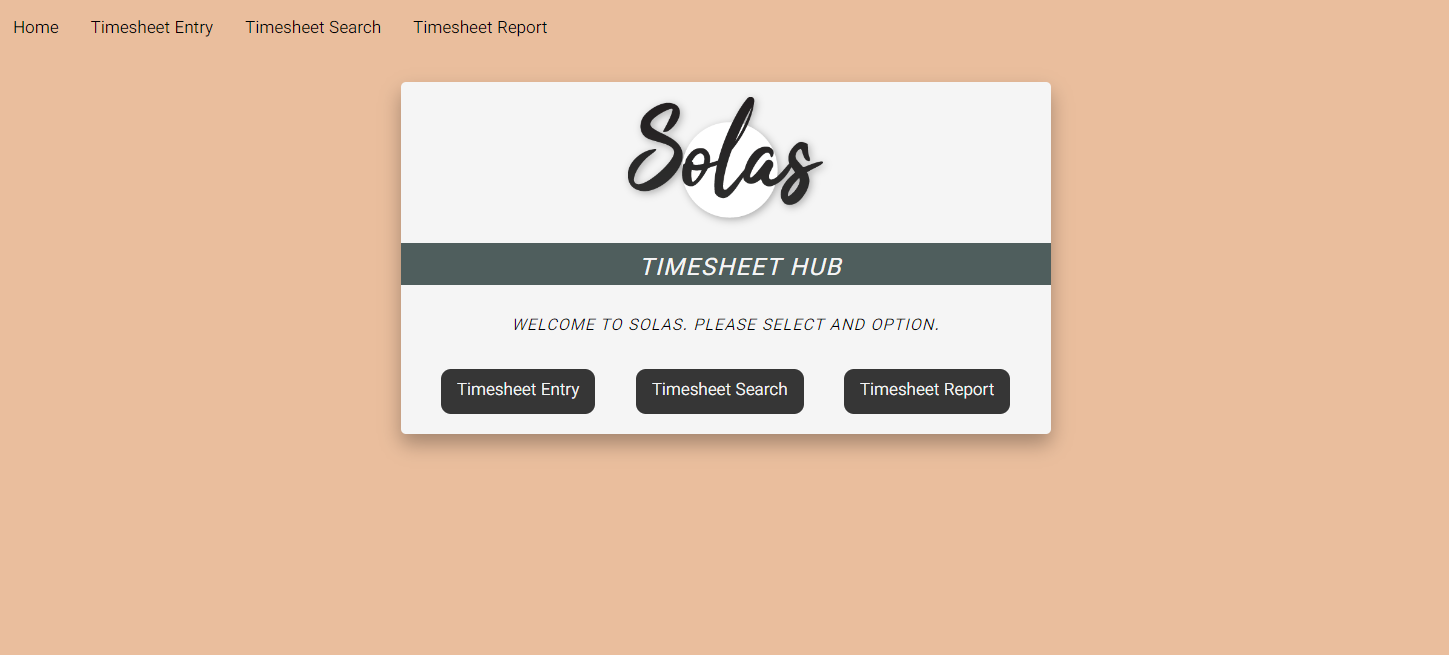 Home Timesheet Entry Timesheet Search Timesheet Report
Solas
TIMESHEET HUB
WELCOME TO SOLAS. PLEASE SELECT AND OPTION.
Timesheet Entry Timesheet Search Timesheet Report